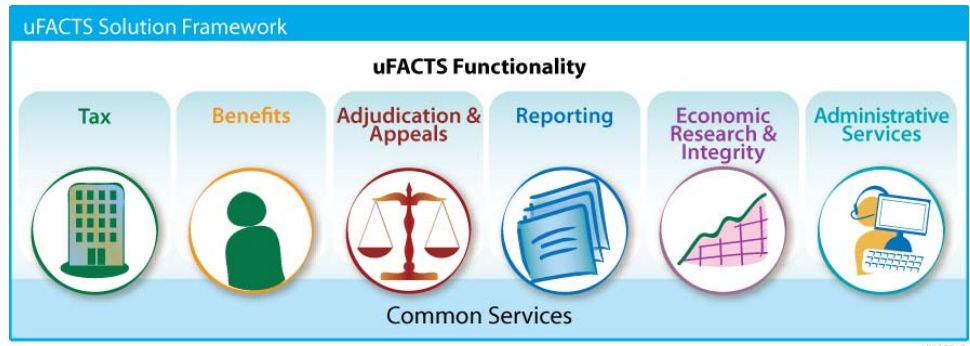 uFACTS Solution Framework
uFACTS Functionality
Tax
Benefits
Adjudication &
Appeals
Reporting
Economic
Research &
Integrity
Administrative
Services
Common Services